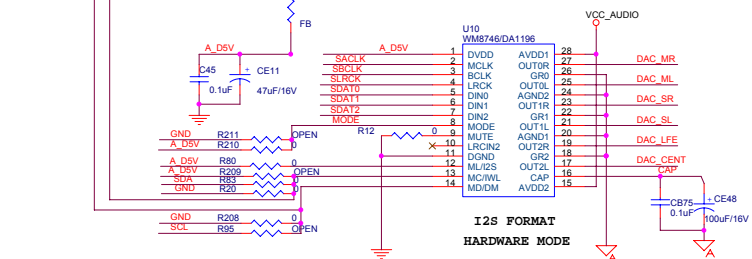 VCC_AUDIO
FB
U10
WM8746/DA1196
A_D5V
C45
0.1uF
CE11
+
47uF/16V
A_D5V 1 DVDD AVDD1 28
SACLK 2 MCLK OUT0R 27 DAC_MR
SBCLK 3 BCLK GR0 26
SLRCK 4 LRCK OUT0L 25 DAC_ML
SDAT0 5 DIN0 AGND2 24
SDAT1 6 DIN1 OUT1R 23 DAC_SR
SDAT2 7 DIN2 GR1 22
MODE 8 MODE OUT1L 21 DAC_SL
R12 0 9 MUTE AGND1 20
10 LRCIN2 OUT2R 19 DAC_LFE
11 DGND GR2 18
12 ML/I2S OUT2L 17 DAC_CENT
13 MC/IWL CAP 16 CAP
14 MD/DM AVDD2 15
GND R211 OPEN
A_D5V R210 0
A_D5V R80 0
A_D5V R209 OPEN
SDA R83 0
GND R20 0
GND R208 0
SCL R95 OPEN
CB75
0.1uF
+
CE48
100uF/16V
I2S FORMAT
HARDWARE MODE
A
A